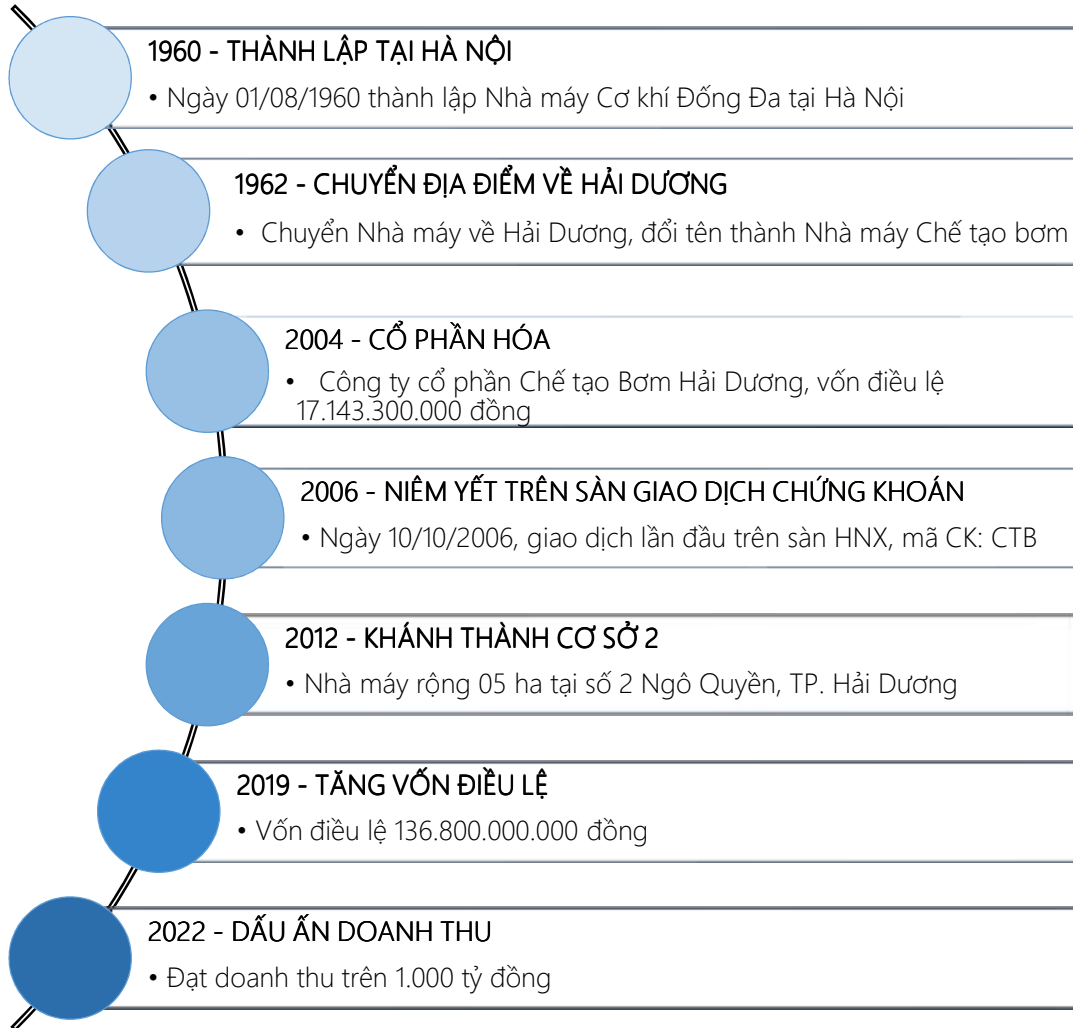 1960 - THÀNH LẬP TẠI HÀ NỘI
• Ngày 01/08/1960 thành lập Nhà máy Cơ khí Đống Đa tại Hà Nội
1962 - CHUYỂN ĐỊA ĐIỂM VỀ HẢI DƯƠNG
• Chuyển Nhà máy về Hải Dương, đổi tên thành Nhà máy Chế tạo bơm
2004 - CỔ PHẦN HÓA
• Công ty cổ phần Chế tạo Bơm Hải Dương, vốn điều lệ
17.143.300.000 đồng
2006 - NIÊM YẾT TRÊN SÀN GIAO DỊCH CHỨNG KHOÁN
• Ngày 10/10/2006, giao dịch lần đầu trên sàn HNX, mã CK: CTB
2012 - KHÁNH THÀNH CƠ SỞ 2
• Nhà máy rộng 05 ha tại số 2 Ngô Quyền, TP. Hải Dương
2019 - TĂNG VỐN ĐIỀU LỆ
• Vốn điều lệ 136.800.000.000 đồng
2022 - DẤU ẤN DOANH THU
• Đạt doanh thu trên 1.000 tỷ đồng